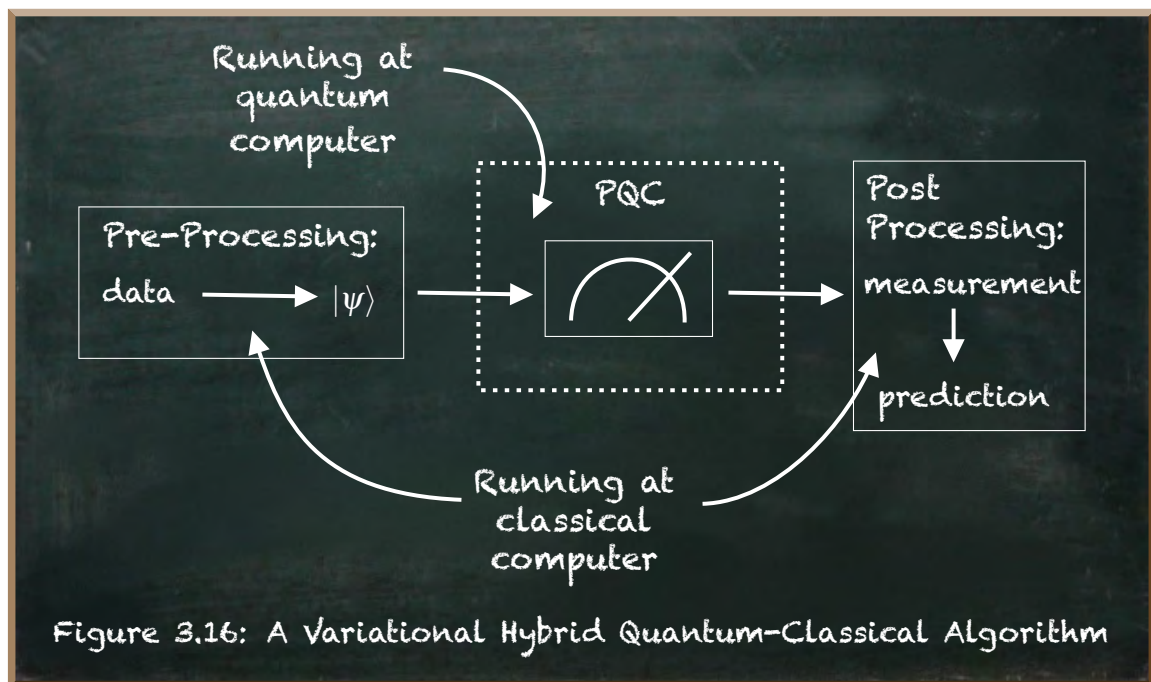 Running at
quantum
computer
PQC
Pre-Processing:
data
|ψ⟩
Post
Processing:
measurement
prediction
Running at
classical
computer
Figure 3.16: A Variational Hybrid Quantum-Classical Algorithm